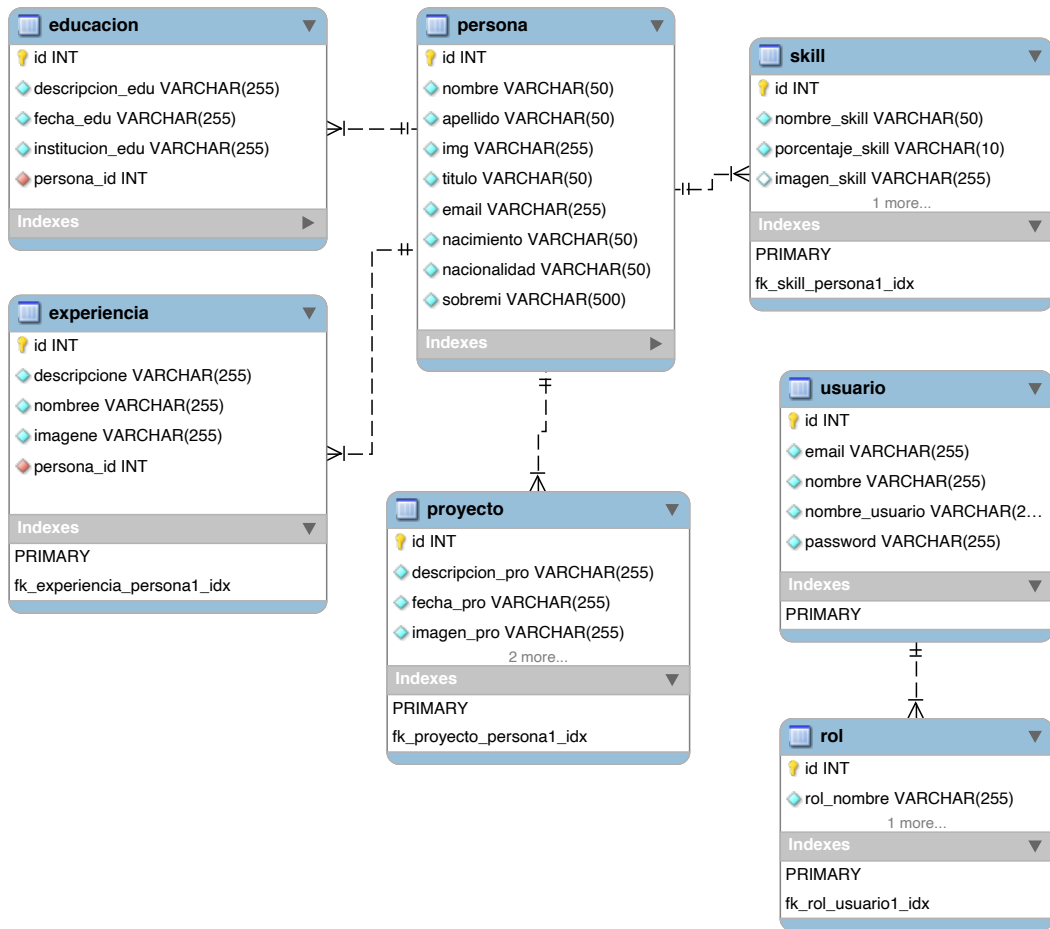 educacion
id INT
descripcion_edu VARCHAR(255)
fecha_edu VARCHAR(255)
institucion_edu VARCHAR(255)
persona_id INT
Indexes
persona
id INT
nombre VARCHAR(50)
apellido VARCHAR(50)
img VARCHAR(255)
titulo VARCHAR(50)
email VARCHAR(255)
nacimiento VARCHAR(50)
nacionalidad VARCHAR(50)
sobremi VARCHAR(500)
Indexes
skill
id INT
nombre_skill VARCHAR(50)
porcentaje_skill VARCHAR(10)
imagen_skill VARCHAR(255)
1 more...
Indexes
PRIMARY
fk_skill_persona1_idx
experiencia
id INT
descripcione VARCHAR(255)
nombree VARCHAR(255)
imagene VARCHAR(255)
persona_id INT
Indexes
PRIMARY
fk_experiencia_persona1_idx
proyecto
id INT
descripcion_pro VARCHAR(255)
fecha_pro VARCHAR(255)
imagen_pro VARCHAR(255)
2 more...
Indexes
PRIMARY
fk_proyecto_persona1_idx
usuario
id INT
email VARCHAR(255)
nombre VARCHAR(255)
nombre_usuario VARCHAR(2...
password VARCHAR(255)
Indexes
PRIMARY
rol
id INT
rol_nombre VARCHAR(255)
1 more...
Indexes
PRIMARY
fk_rol_usuario1_idx